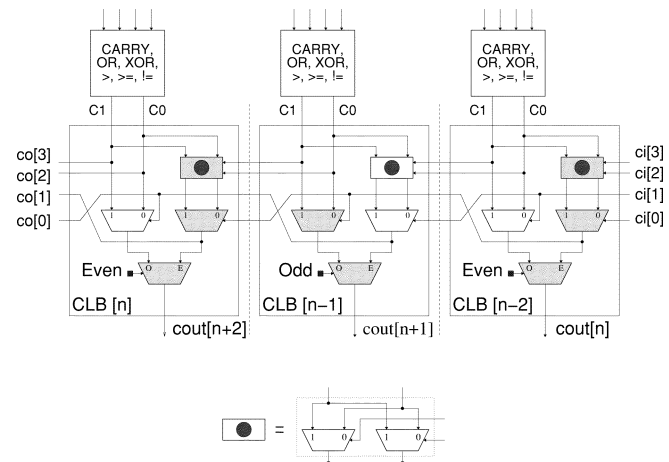 CARRY, OR, XOR, >, >=, !=
CARRY, OR, XOR, >, >=, !=
CARRY, OR, XOR, >, >=, !=
C1 C0 C1 C0 C1 C0
co[3] ci[3]
co[2] ci[2]
co[1] ci[1]
co[0] ci[0]
1 0 1 0 1 0 1 0 1 0 1 0
Even O E Odd O E Even O E
CLB [n] CLB [n−1] CLB [n−2]
cout[n+2] cout[n+1] cout[n]
= 1 0 1 0